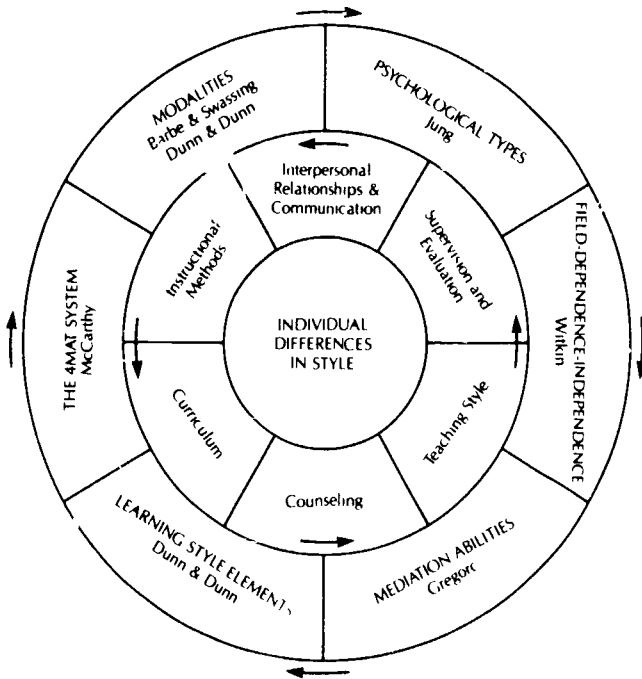 MODALITIES
Barbe & Swassing
Dunn & Dunn
PSYCHOLOGICAL TYPES
Jung
FIELD-DEPENDENCE-INDEPENDENCE
Witkin
MEDIATION ABILITIES
Gregorc
LEARNING STYLE ELEMENTS
Dunn & Dunn
THE 4MAT SYSTEM
McCarthy
Interpersonal
Relationships &
Communication
Supervision and
Evaluation
Teaching Style
Counseling
Curriculum
Instructional
Methods
INDIVIDUAL
DIFFERENCES
IN STYLE